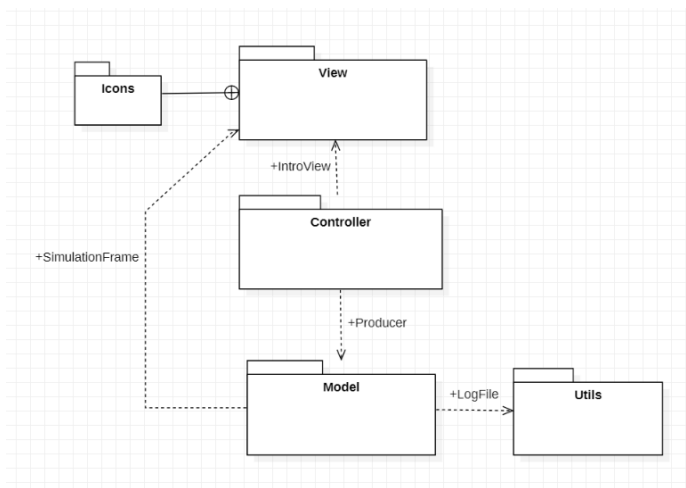 View
Icons
+IntroView
Controller
+SimulationFrame
+Producer
Model
+LogFile
Utils